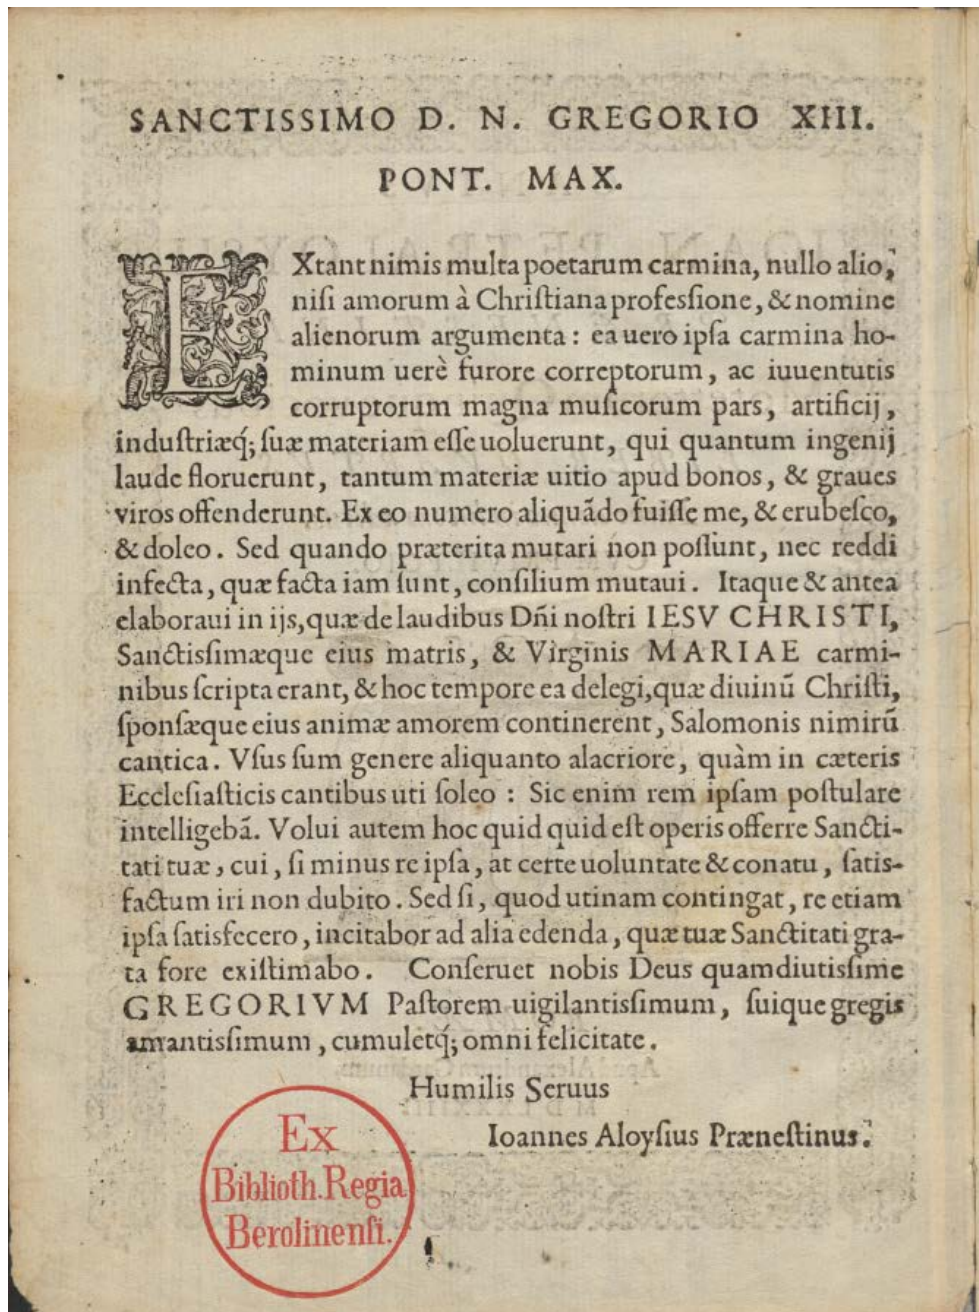 SANCTISSIMO D. N. GREGORIO XIII.
PONT. MAX.
EXtant nimis multa poetarum carmina, nullo alio,
niſi amorum à Chriſtiana profeſſione, & nomine
alienorum argumenta : ea uero ipſa carmina ho-
minum uerè furore correptorum, ac iuuentutis
corruptorum magna muſicorum pars, artificij,
induſtriæq́; ſuæ materiam eſſe uoluerunt, qui quantum ingenij
laude floruerunt, tantum materiæ uitio apud bonos, & graues
viros offenderunt. Ex eo numero aliquādo fuiſſe me, & erubeſco,
& doleo. Sed quando præterita mutari non poſſunt, nec reddi
infecta, quæ facta iam ſunt, conſilium mutaui. Itaque & antea
elaboraui in ijs, quæ de laudibus Dñi noſtri IESV CHRISTI,
Sanctiſsimæque eius matris, & Virginis MARIAE carmi-
nibus ſcripta erant, & hoc tempore ea delegi, quæ diuinū Chriſti,
ſponſæque eius animæ amorem continerent, Salomonis nimirū
cantica. Vſus ſum genere aliquanto alacriore, quàm in cæteris
Eccleſiaſticis cantibus uti ſoleo : Sic enim rem ipſam poſtulare
intelligebā. Volui autem hoc quid quid eſt operis offerre Sancti-
tati tuæ, cui, ſi minus re ipſa, at certe uoluntate & conatu, ſatis-
factum iri non dubito. Sed ſi, quod utinam contingat, re etiam
ipſa ſatisfecero, incitabor ad alia edenda, quæ tuæ Sanctitati gra-
ta fore exiſtimabo. Conſeruet nobis Deus quamdiutiſsime
GREGORIVM Paſtorem uigilantiſsimum, ſuique gregis
amantiſsimum, cumuletq́; omni felicitate.
Humilis Seruus
Ioannes Aloyſius Præneſtinus.
Ex
Biblioth. Regia
Berolinenſi.